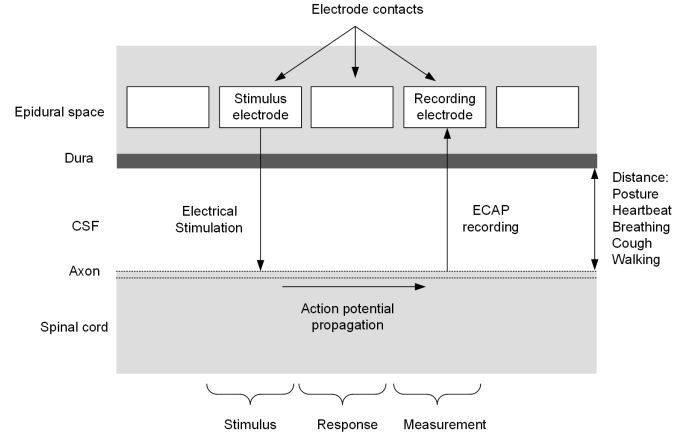 Electrode contacts
Stimulus
electrode
Recording
electrode
Epidural space
Dura
Distance:
Posture
Heartbeat
Breathing
Cough
Walking
Electrical
Stimulation
ECAP
recording
CSF
Axon
Action potential
propagation
Spinal cord
Stimulus
Response
Measurement